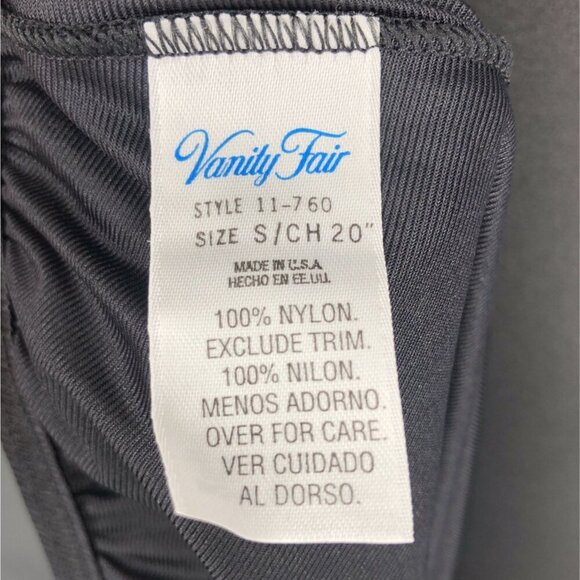 Vanity Fair
STYLE 11-760
SIZE S/CH 20"
MADE IN U.S.A.
HECHO EN EE.UU.
100% NYLON.
EXCLUDE TRIM.
100% NILON.
MENOS ADORNO.
OVER FOR CARE.
VER CUIDADO
AL DORSO.